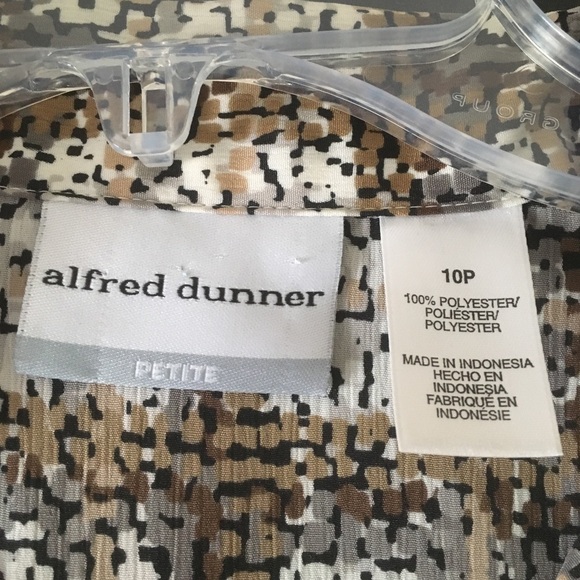 GROUP
alfred dunner
PETITE
10P
100% POLYESTER/
POLIÉSTER/
POLYESTER
MADE IN INDONESIA
HECHO EN
INDONESIA
FABRIQUÉ EN
INDONÉSIE